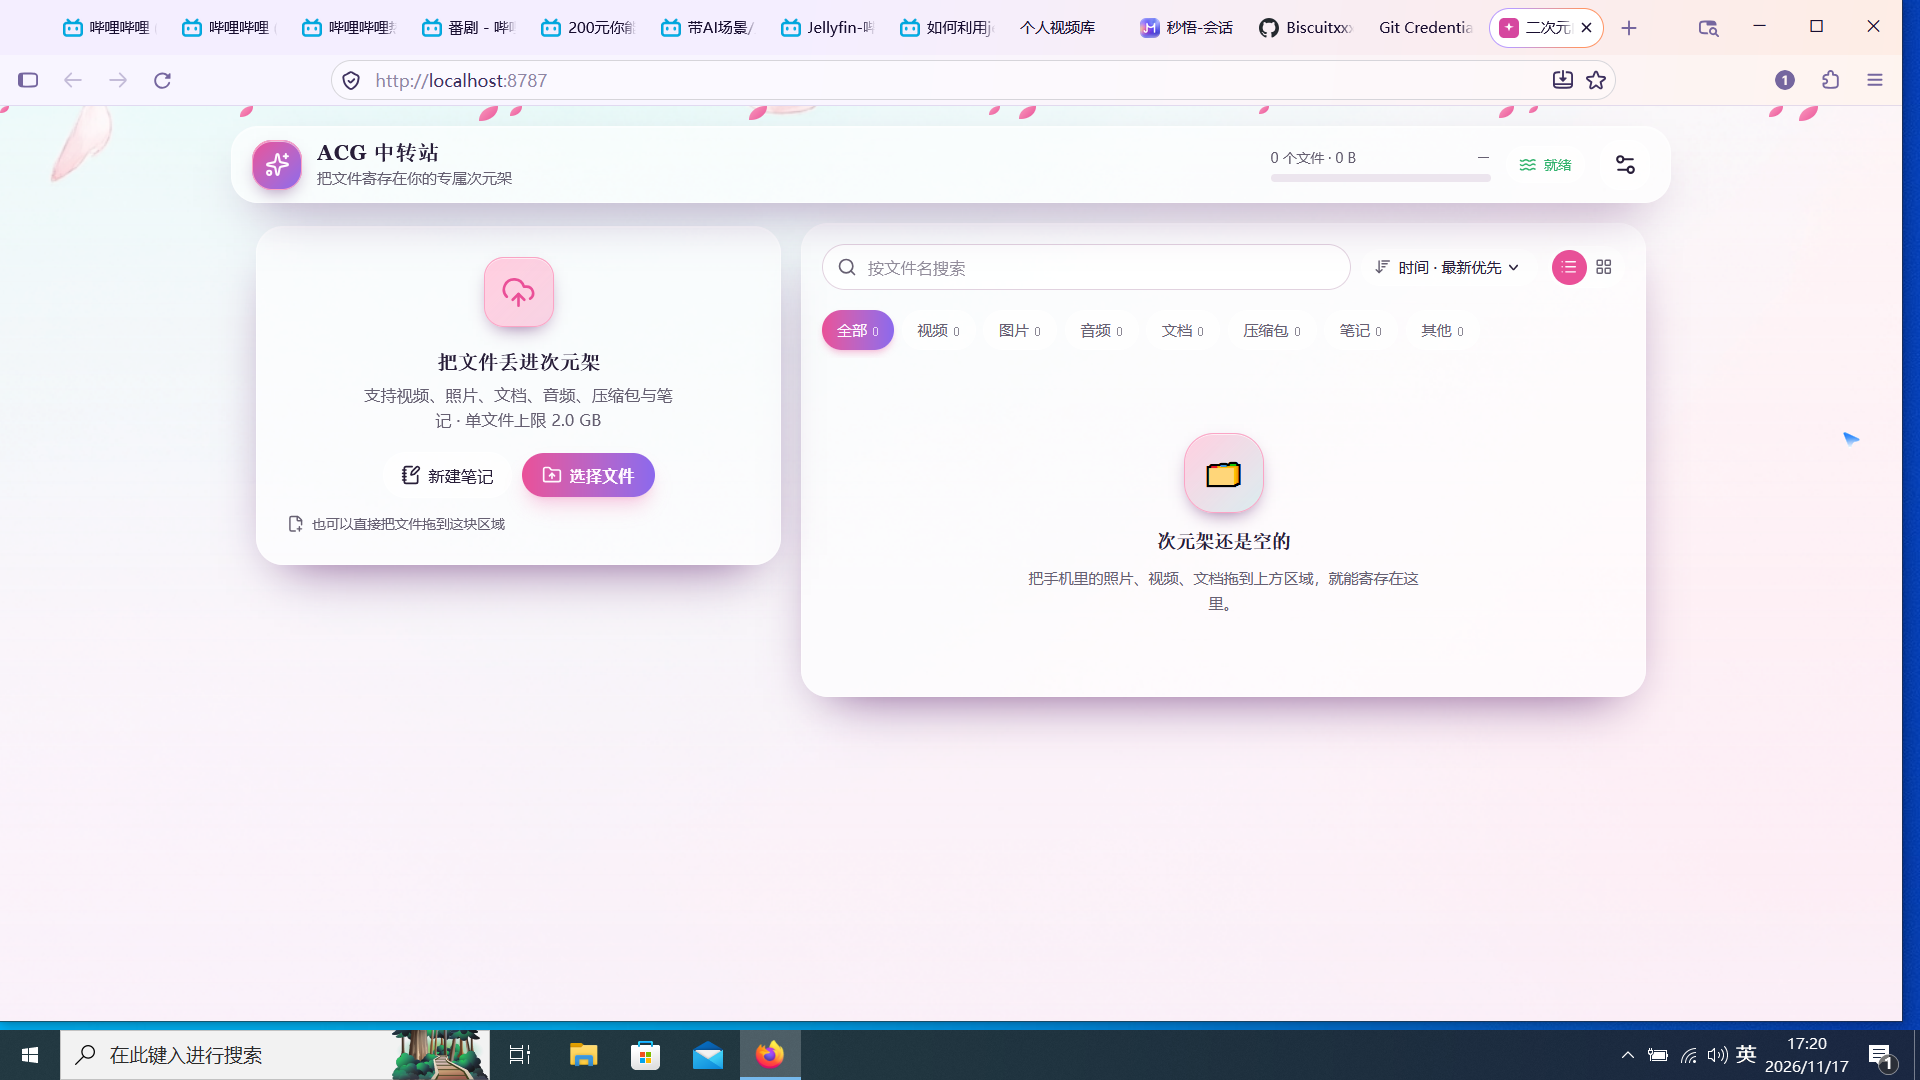 哔哩哔哩
哔哩哔哩
哔哩哔哩
番剧 - 哔
200元你能
带AI场景/
Jellyfin-哔
如何利用j
个人视频库
秒悟-会话
Biscuitxxx
Git Credentia
二次元
http://localhost:8787
1
ACG 中转站
把文件寄存在你的专属次元架
0 个文件 · 0 B
—
就绪
把文件丢进次元架
支持视频、照片、文档、音频、压缩包与笔
记 · 单文件上限 2.0 GB
新建笔记
选择文件
也可以直接把文件拖到这块区域
按文件名搜索
时间 · 最新优先
全部 0
视频 0
图片 0
音频 0
文档 0
压缩包 0
笔记 0
其他 0
次元架还是空的
把手机里的照片、视频、文档拖到上方区域，就能寄存在这
里。
在此键入进行搜索
英
17:20
2026/11/17
1